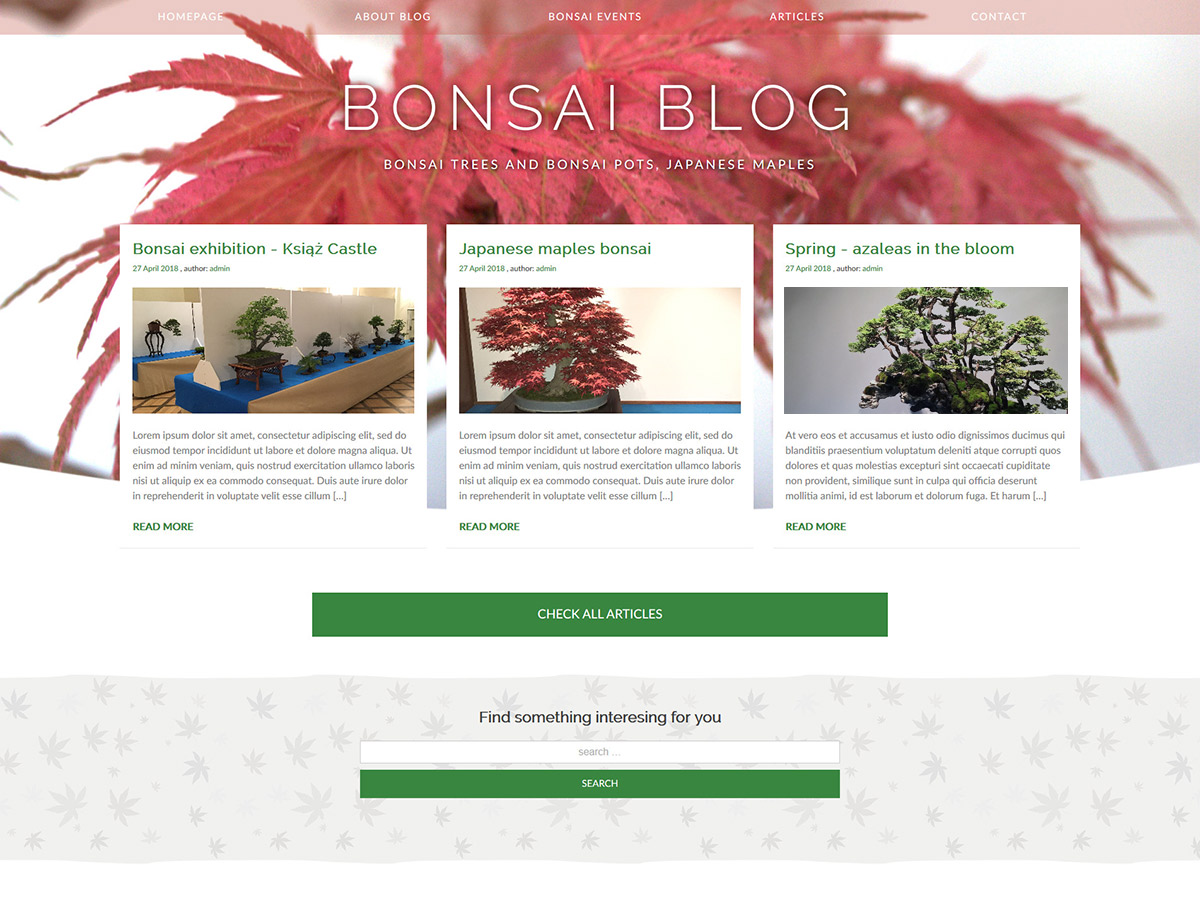 HOMEPAGE ABOUT BLOG BONSAI EVENTS ARTICLES CONTACT
BONSAI BLOG
BONSAI TREES AND BONSAI POTS, JAPANESE MAPLES
Bonsai exhibition - Książ Castle
27 April 2018 , author: admin
Lorem ipsum dolor sit amet, consectetur adipiscing elit, sed do
eiusmod tempor incididunt ut labore et dolore magna aliqua. Ut
enim ad minim veniam, quis nostrud exercitation ullamco laboris
nisi ut aliquip ex ea commodo consequat. Duis aute irure dolor
in reprehenderit in voluptate velit esse cillum [...]
READ MORE
Japanese maples bonsai
27 April 2018 , author: admin
Lorem ipsum dolor sit amet, consectetur adipiscing elit, sed do
eiusmod tempor incididunt ut labore et dolore magna aliqua. Ut
enim ad minim veniam, quis nostrud exercitation ullamco laboris
nisi ut aliquip ex ea commodo consequat. Duis aute irure dolor
in reprehenderit in voluptate velit esse cillum [...]
READ MORE
Spring - azaleas in the bloom
27 April 2018 , author: admin
At vero eos et accusamus et iusto odio dignissimos ducimus qui
blanditiis praesentium voluptatum deleniti atque corrupti quos
dolores et quas molestias excepturi sint occaecati cupiditate
non provident, similique sunt in culpa qui officia deserunt
mollitia animi, id est laborum et dolorum fuga. Et harum [...]
READ MORE
CHECK ALL ARTICLES
Find something interesing for you
search ...
SEARCH